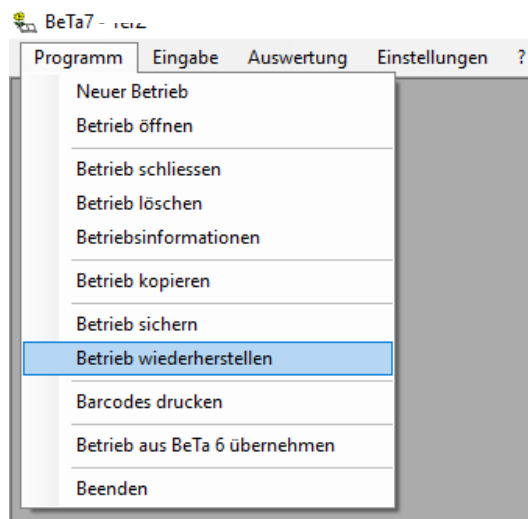 BeTa7 -
Programm Eingabe Auswertung Einstellungen ?
Neuer Betrieb
Betrieb öffnen
Betrieb schliessen
Betrieb löschen
Betriebsinformationen
Betrieb kopieren
Betrieb sichern
Betrieb wiederherstellen
Barcodes drucken
Betrieb aus BeTa 6 übernehmen
Beenden